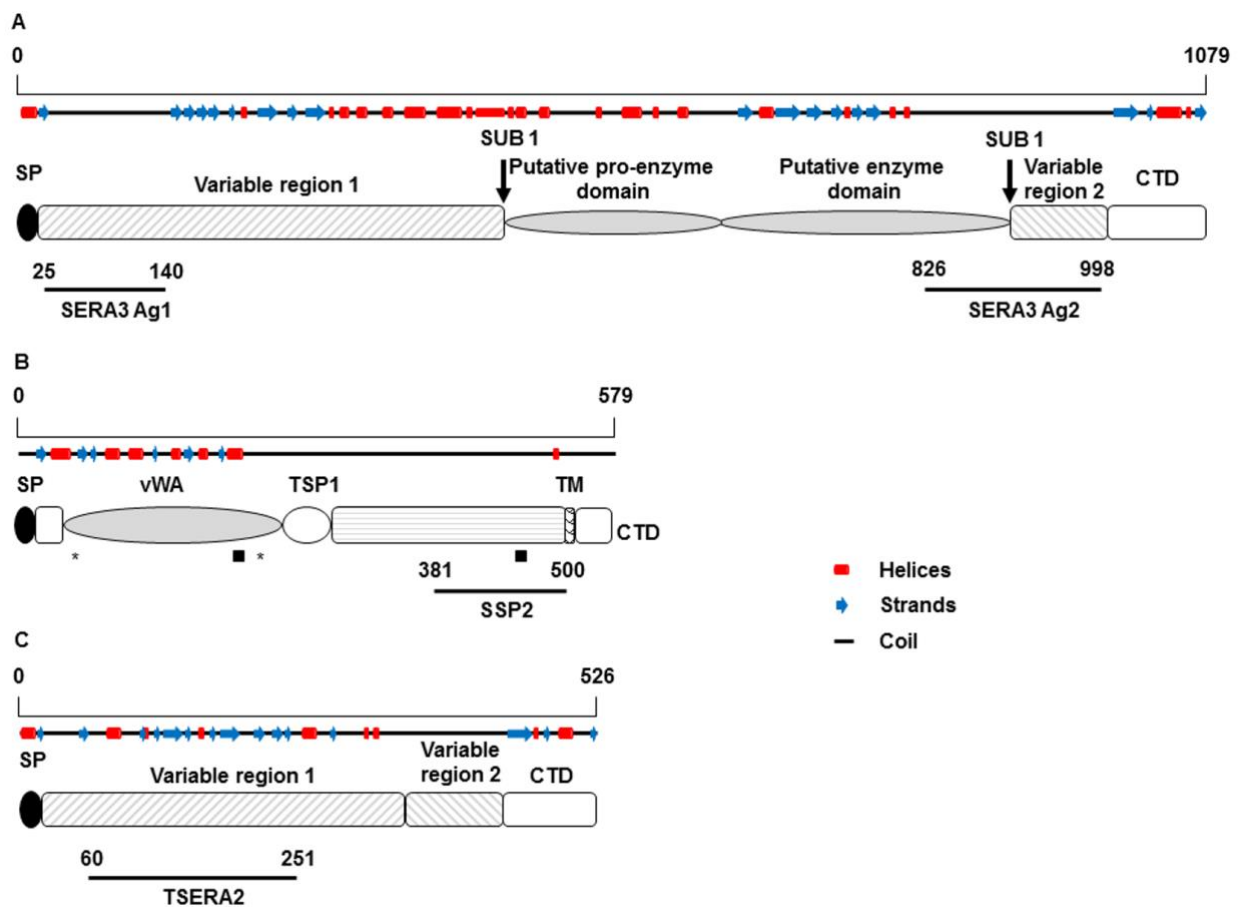 A
0 1079
SUB 1 SUB 1
SP Variable region 1 Putative pro-enzyme domain Putative enzyme domain Variable region 2 CTD
25 140 826 998
SERA3 Ag1 SERA3 Ag2
B
0 579
SP vWA TSP1 TM
CTD
* *
381 500
SSP2
Helices
Strands
Coil
C
0 526
SP Variable region 1 Variable region 2 CTD
60 251
TSERA2